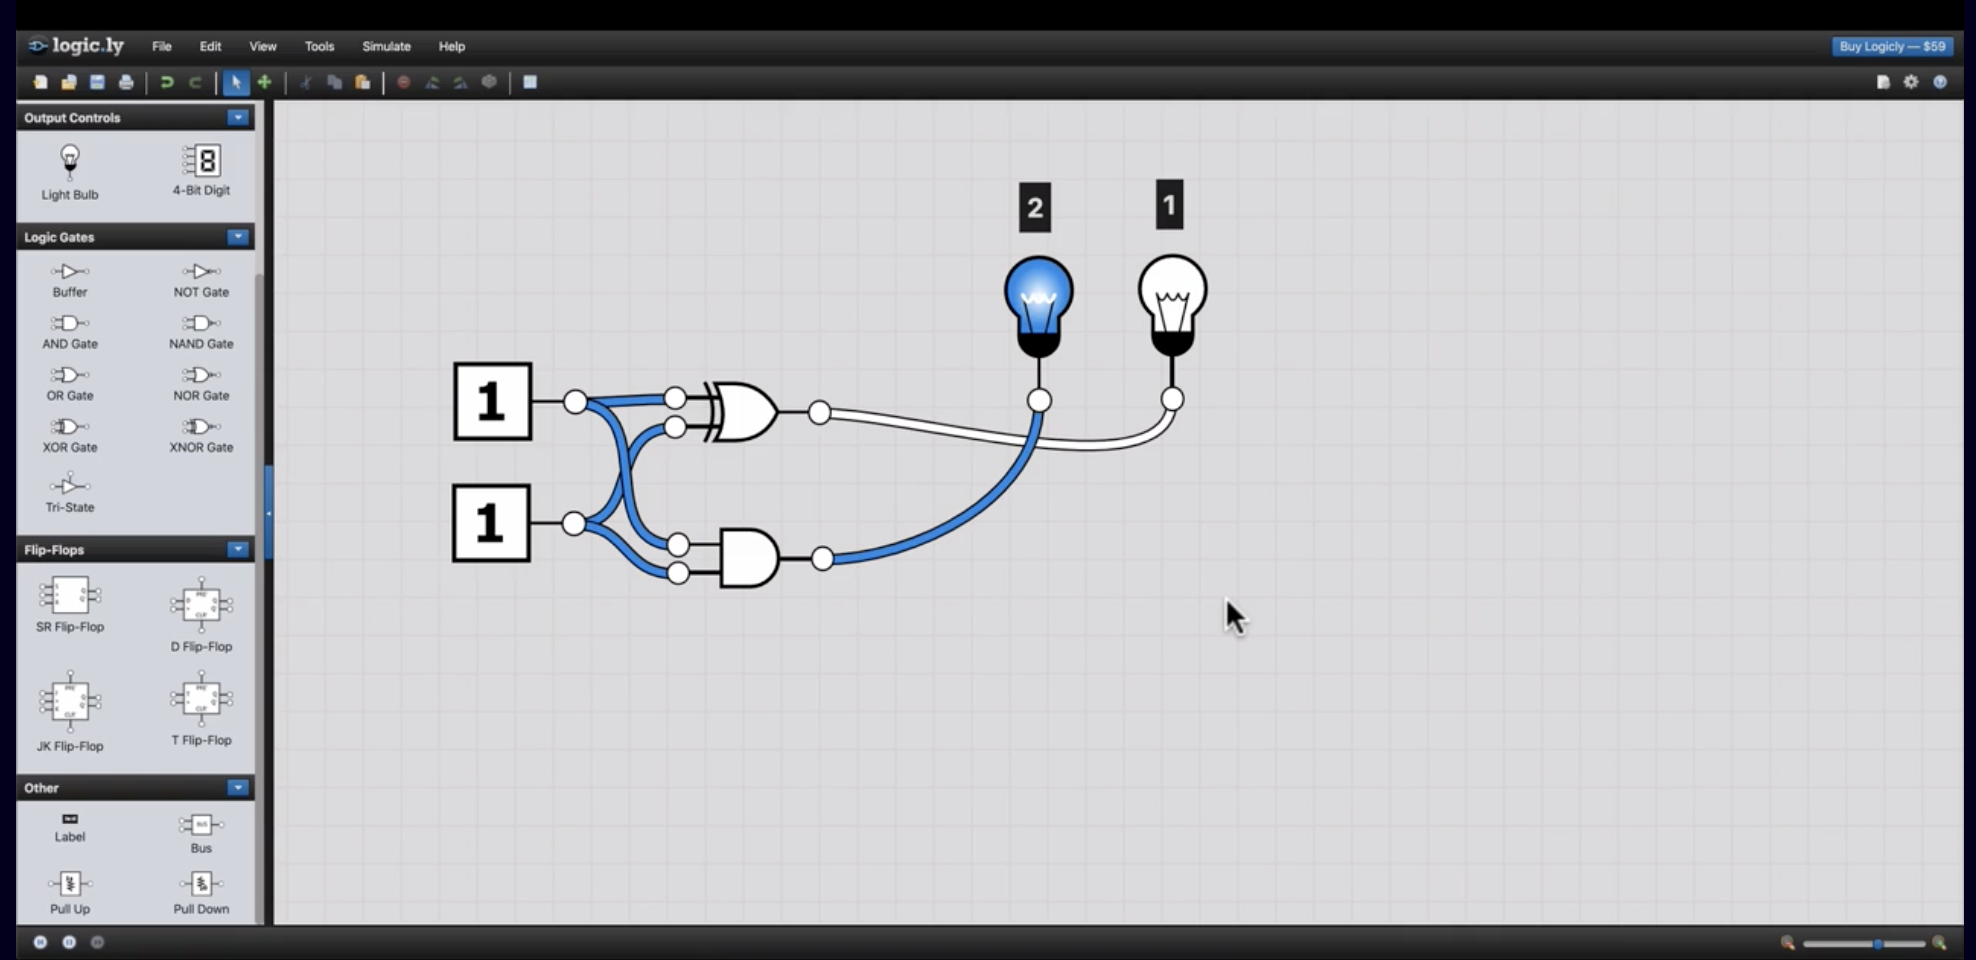 logic.ly File Edit View Tools Simulate Help Buy Logicly — $59
Output Controls
8
Light Bulb 4-Bit Digit
Logic Gates
Buffer NOT Gate
AND Gate NAND Gate
OR Gate NOR Gate
XOR Gate XNOR Gate
Tri-State
Flip-Flops
SR Flip-Flop
D Flip-Flop
JK Flip-Flop T Flip-Flop
Other
Label Bus
Pull Up Pull Down
2 1
1
1